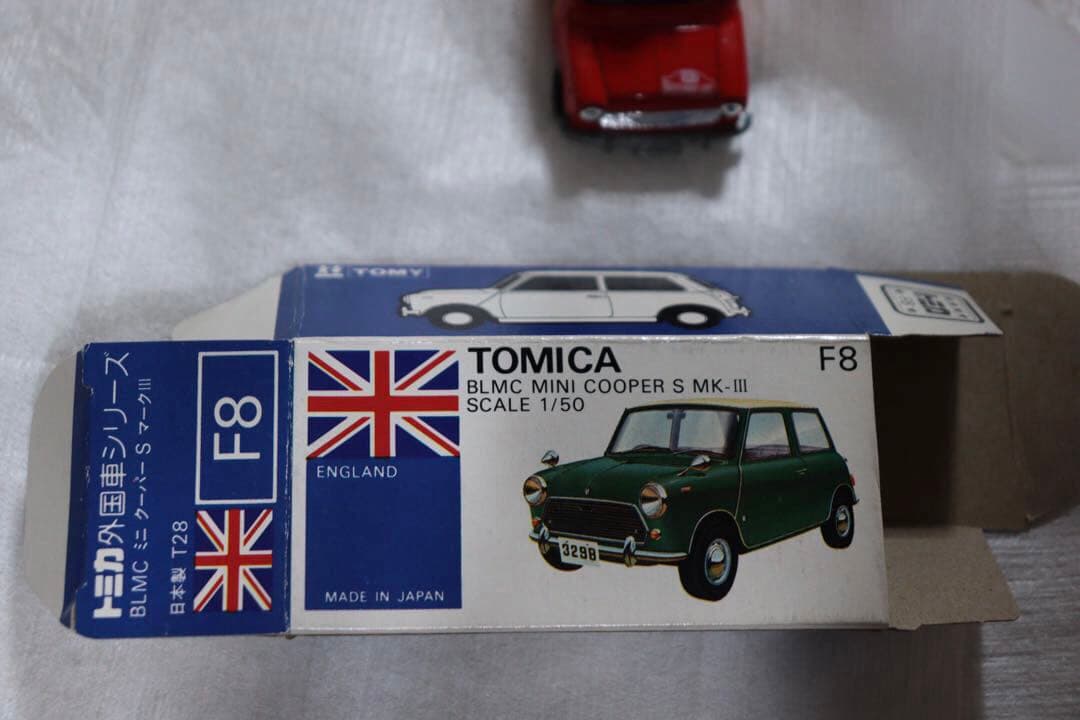 TOMY
TOMICA
F8
BLMC MINI COOPER S MK-III
SCALE 1/50
ENGLAND
MADE IN JAPAN
3298
トミカ外国車シリーズ
BLMC ミニ クーパーS マークIII
日本製 T28
F8